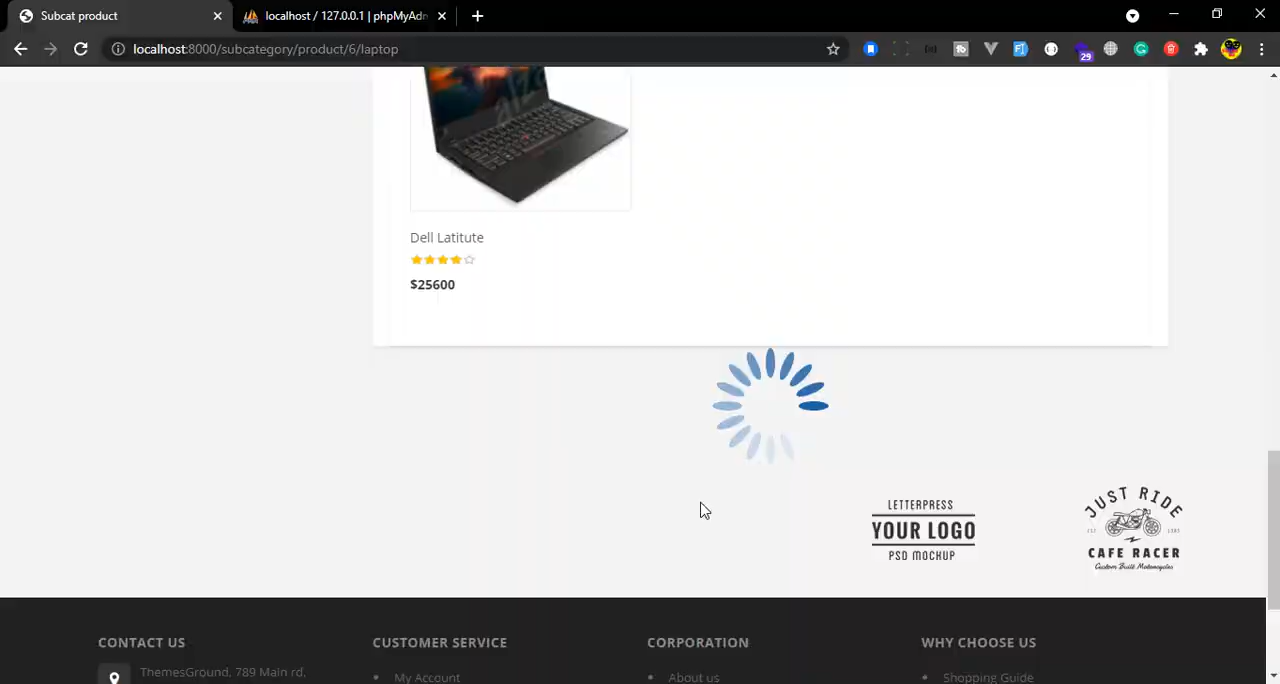 Subcat product
localhost / 127.0.0.1 | phpMyAdm
localhost:8000/subcategory/product/6/laptop
29
Dell Latitute
$25600
LETTERPRESS
YOUR LOGO
PSD MOCKUP
JUST RIDE
CAFE RACER
Custom Built Motorcycles
CONTACT US
CUSTOMER SERVICE
CORPORATION
WHY CHOOSE US
ThemesGround, 789 Main rd,
My Account
About us
Shopping Guide